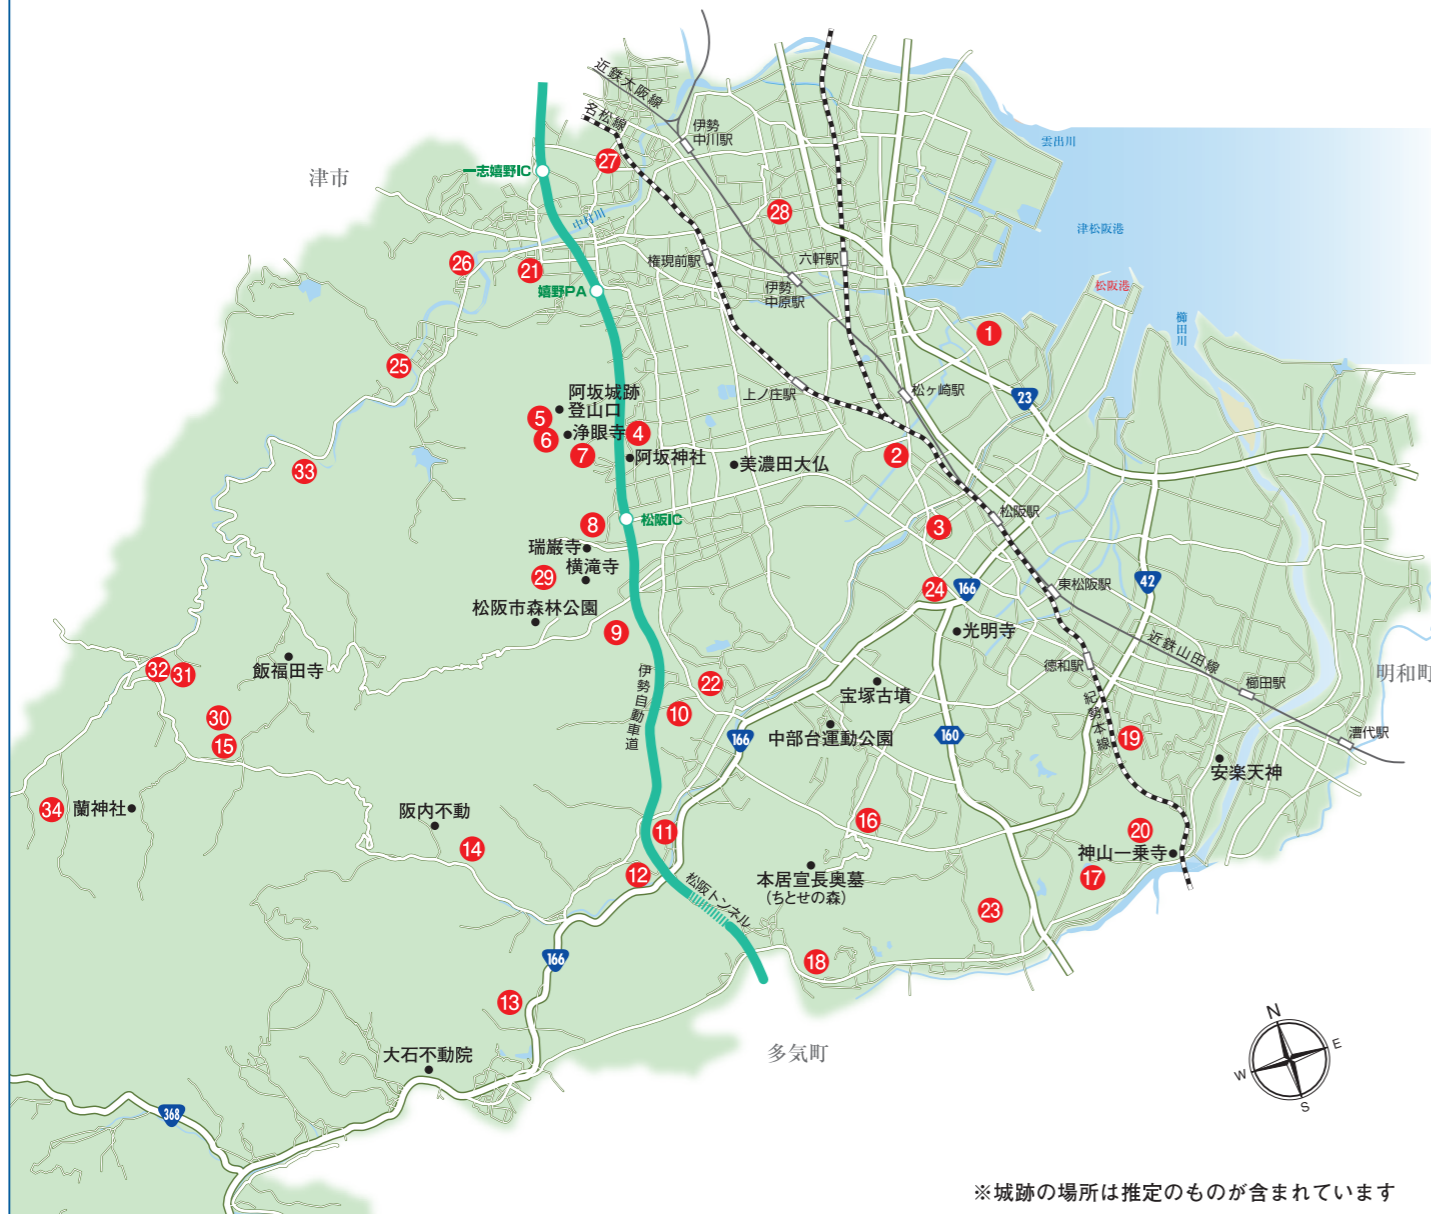 近鉄大阪線
名松線
伊勢
中川駅
雲出川
一志嬉野IC
27
津市
中村川
28
津松阪港
26
21
権現前駅
六軒駅
嬉野PA
伊勢
中原駅
松阪港
櫛田川
1
25
上ノ庄駅
松ヶ崎駅
23
阿坂城跡
登山口
5
6
浄眼寺
4
7
阿坂神社
美濃田大仏
2
33
8
松阪IC
松阪駅
3
瑞巌寺
29
横滝寺
24
166
東松阪駅
42
松阪市森林公園
9
光明寺
近鉄山田線
32
31
飯福田寺
伊勢自動車道
22
宝塚古墳
徳和駅
櫛田駅
明和町
30
10
紀勢本線
15
166
中部台運動公園
160
19
漕代駅
安楽天神
34
蘭神社
阪内不動
14
11
16
20
神山一乗寺
12
松阪トンネル
本居宣長奥墓
(ちとせの森)
17
23
166
18
13
大石不動院
多気町
N
E
W
S
368
※城跡の場所は推定のものが含まれています